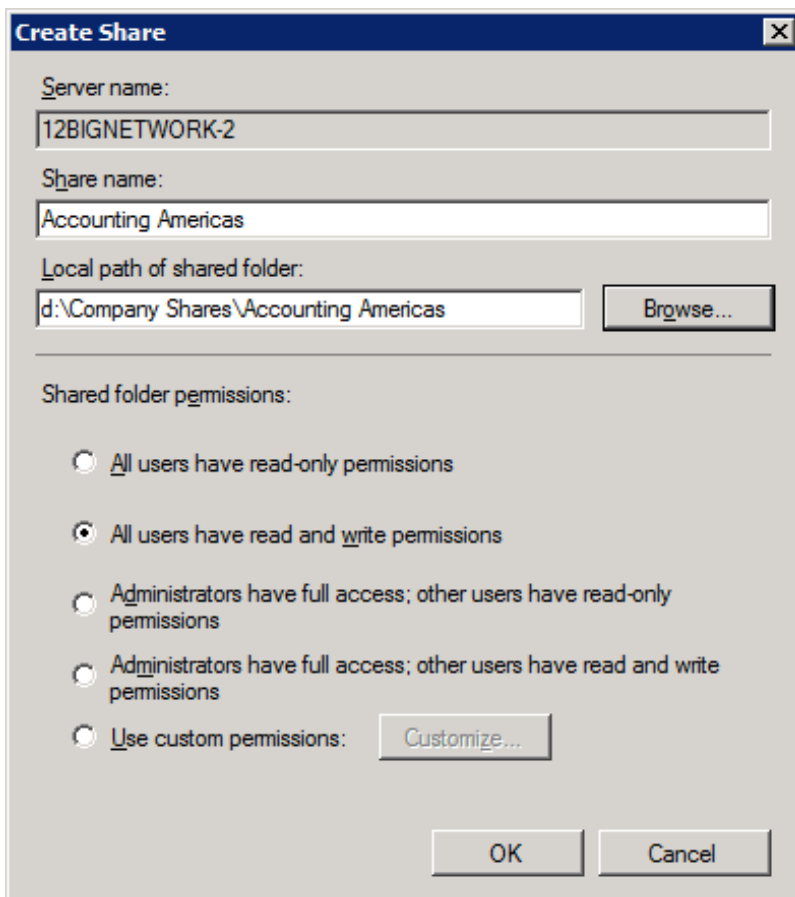 Create Share
Server name:
12BIGNETWORK-2
Share name:
Accounting Americas
Local path of shared folder:
d:\Company Shares\Accounting Americas
Browse...
Shared folder permissions:
All users have read-only permissions
All users have read and write permissions
Administrators have full access; other users have read-only
permissions
Administrators have full access; other users have read and write
permissions
Use custom permissions:
Customize...
OK
Cancel